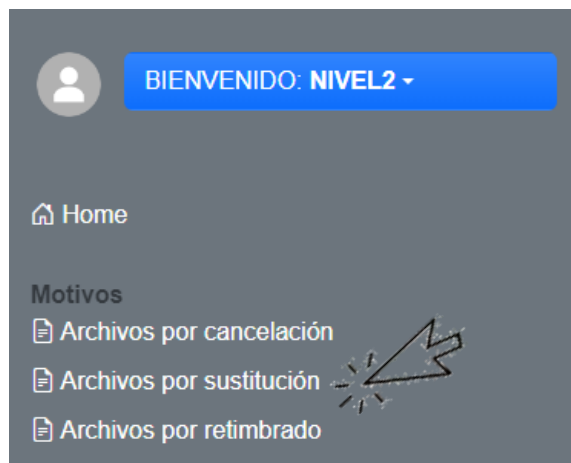 BIENVENIDO: NIVEL2
Home
Motivos
Archivos por cancelación
Archivos por sustitución
Archivos por retimbrado